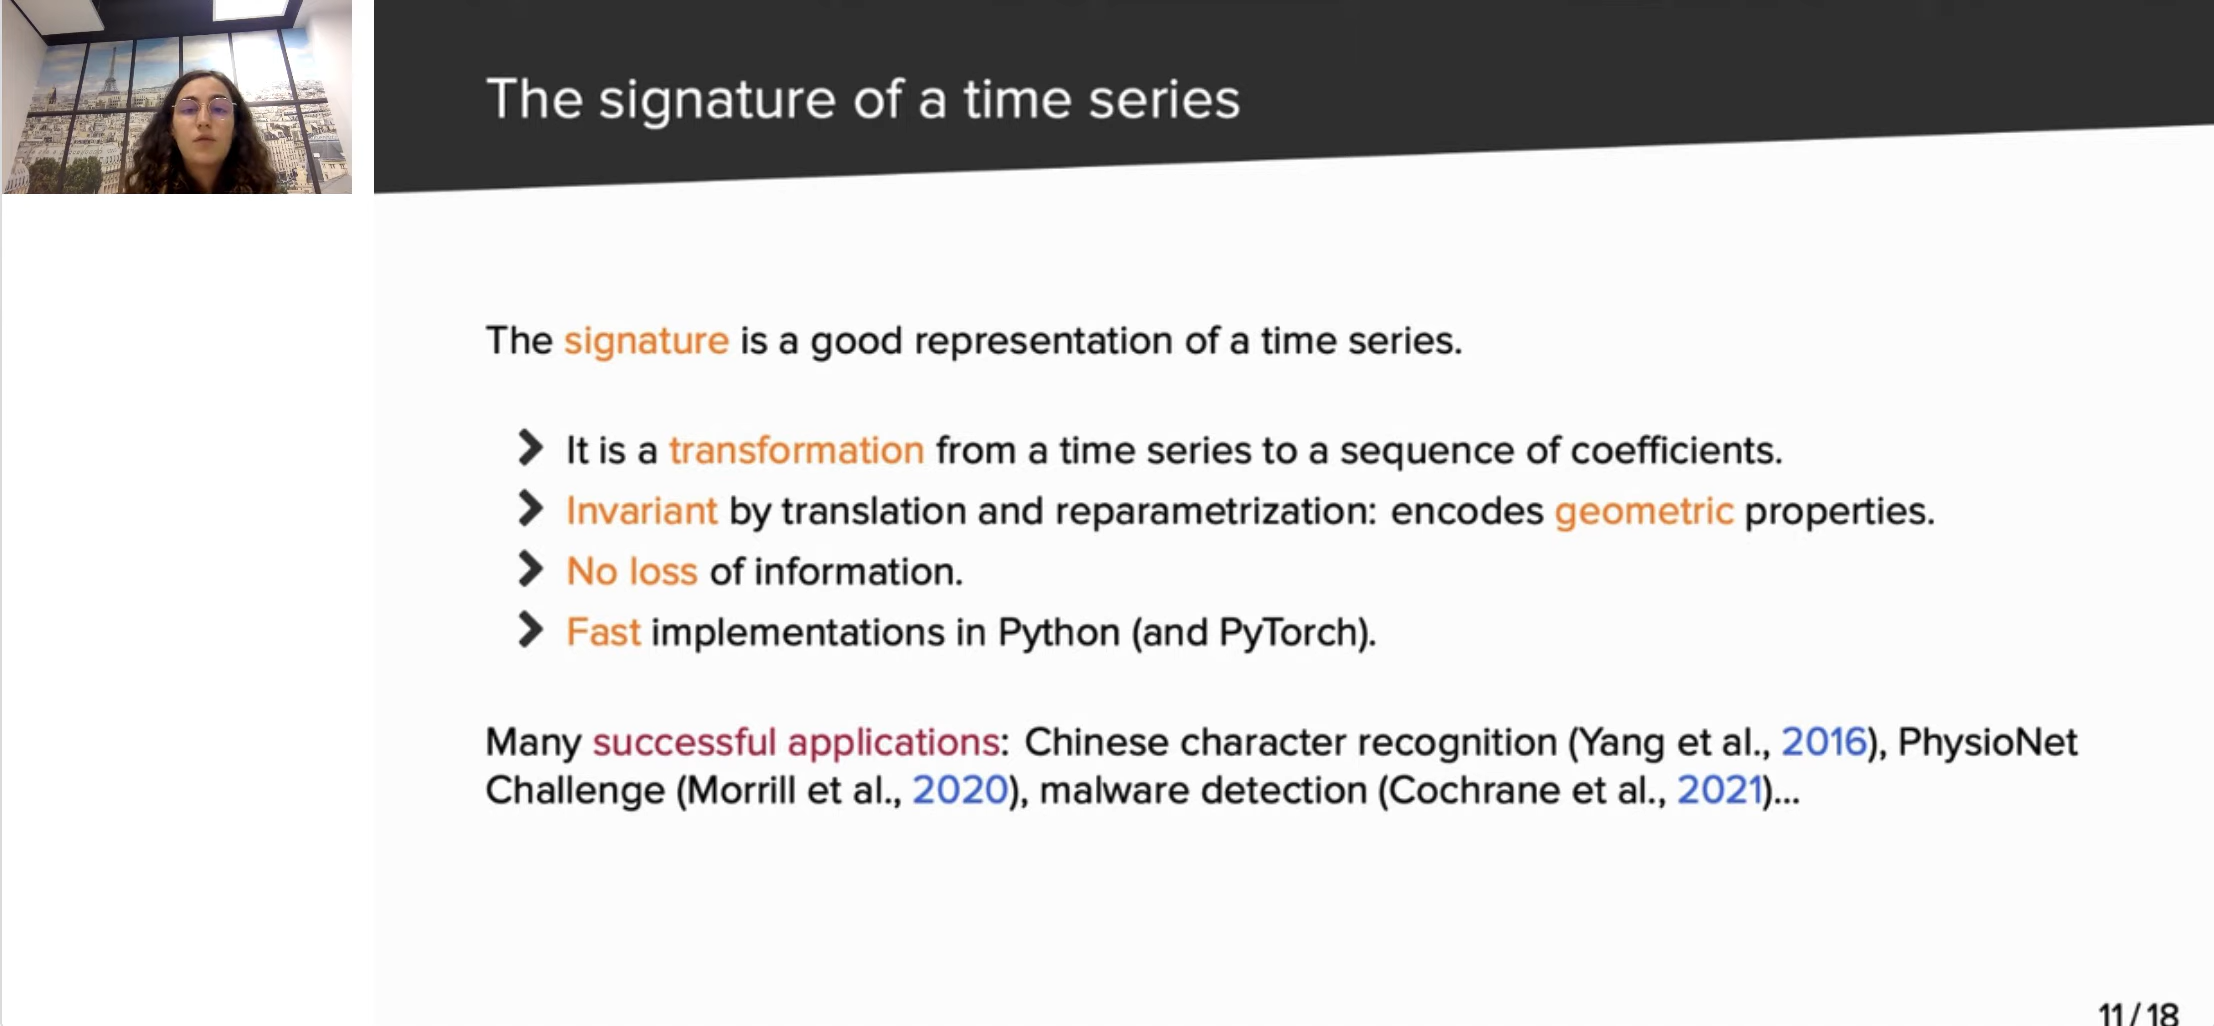 The signature of a time series
The signature is a good representation of a time series.
It is a transformation from a time series to a sequence of coefficients.
Invariant by translation and reparametrization: encodes geometric properties.
No loss of information.
Fast implementations in Python (and PyTorch).
Many successful applications: Chinese character recognition (Yang et al., 2016), PhysioNet
Challenge (Morrill et al., 2020), malware detection (Cochrane et al., 2021)...
11/18